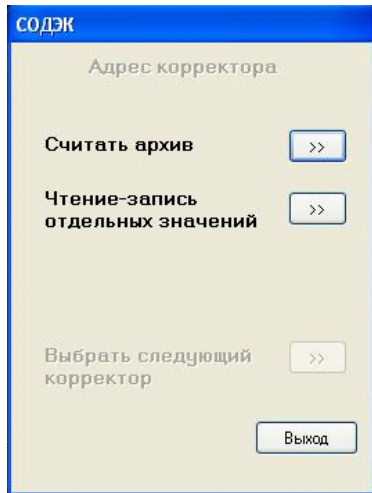 СОДЭК
Адрес корректора
Считать архив
>>
Чтение-запись
отдельных значений
>>
Выбрать следующий
корректор
>>
Выход